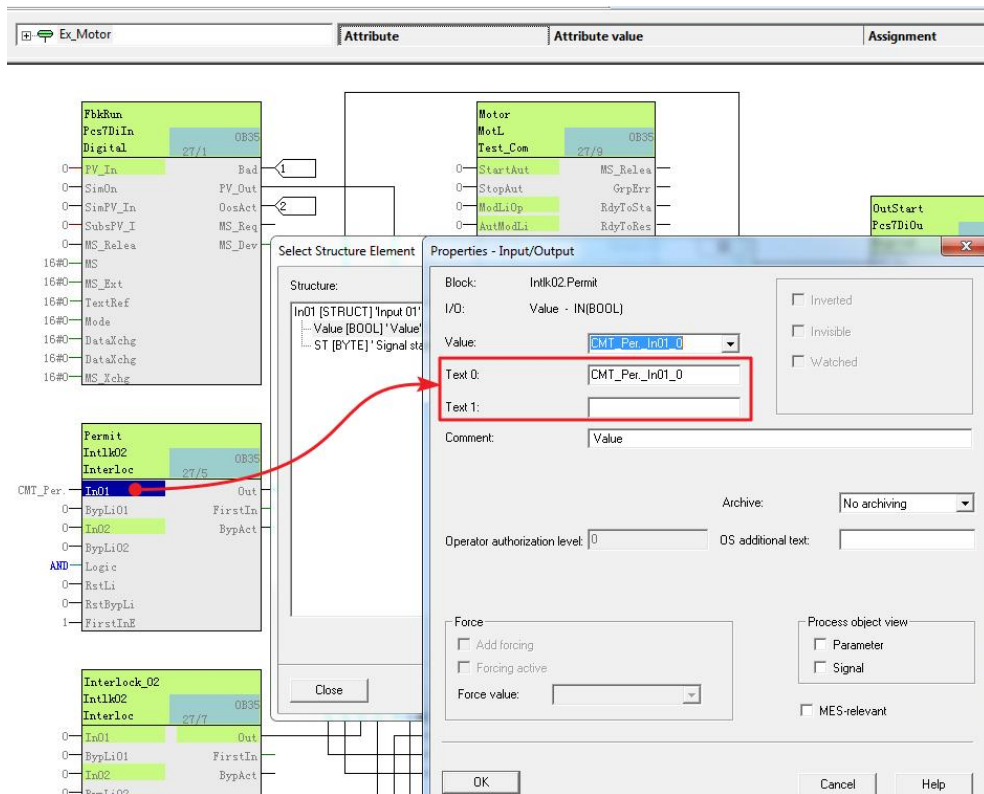 Ex_Motor
Attribute
Attribute value
Assignment
FbkRun
Pcs7DiIn
Digital
OB35
27/1
0 PV_In Bad 1
0 SimOn PV_Out
0 SimPV_In OosAct 2
0 SubsPV_I MS_Req
0 MS_Relea MS_Dev
16#0 MS
16#0 MS_Ext
16#0 TextRef
16#0 Mode
16#0 DataXchg
16#0 DataXchg
16#0 MS_Xchg
Motor
MotL
Test_Com
OB35
27/9
0 StartAut MS_Relea
0 StopAut GrpErr
0 ModLiOp RdyToSta
0 AutModLi RdyToRes
OutStart
Pcs7DiOu
Permit
Intlk02
Interloc
OB35
27/5
CMT_Per. In01 Out
0 BypLi01 FirstIn
0 In02 BypAct
0 BypLi02
AND Logic
0 RstLi
0 RstBypLi
1 FirstInE
Interlock_02
Intlk02
Interloc
OB35
27/7
0 In01 Out
0 BypLi01 FirstIn
0 In02 BypAct
0 BypLi02
Select Structure Element
Structure:
In01 [STRUCT] 'Input 01'
Value [BOOL] 'Value'
ST [BYTE] 'Signal sta
Close
Properties - Input/Output
x
Block: Intlk02.Permit
I/O: Value - IN(BOOL)
Value: CMT_Per._In01_0
Text 0: CMT_Per._In01_0
Text 1:
Comment: Value
Inverted
Invisible
Watched
Archive: No archiving
Operator authorization level: 0 OS additional text:
Force
Add forcing
Forcing active
Force value:
Process object view
Parameter
Signal
MES-relevant
OK
Cancel
Help